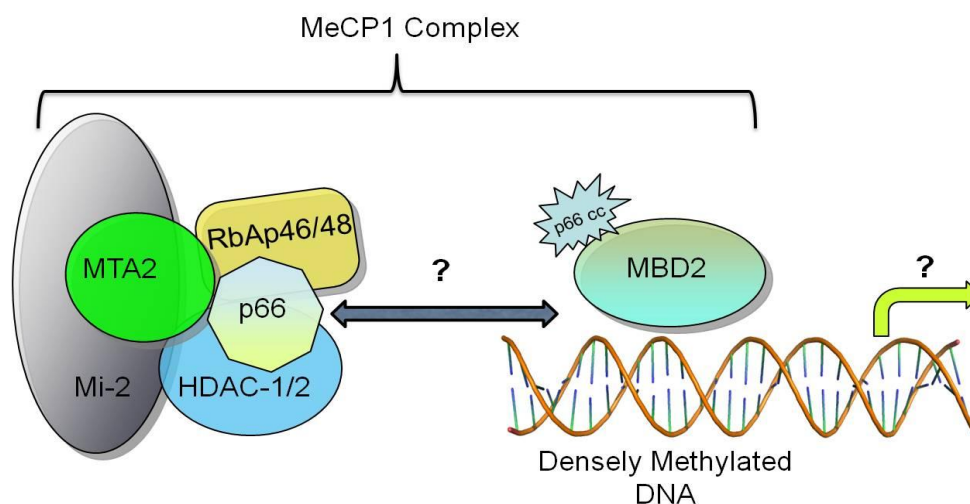 MeCP1 Complex
RbAp46/48
MTA2
p66
Mi-2
HDAC-1/2
?
p66 cc
MBD2
?
Densely Methylated
DNA